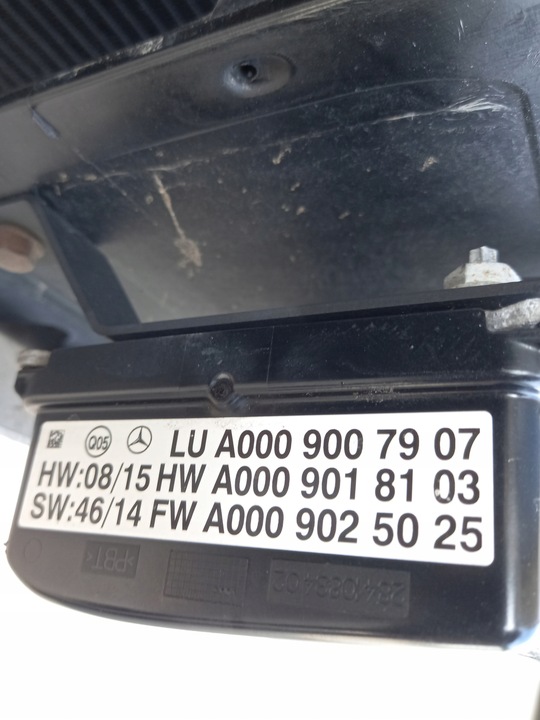 Q05 LU A000 900 79 07
HW:08/15 HW A000 901 81 03
SW:46/14 FW A000 902 50 25
>PBT<